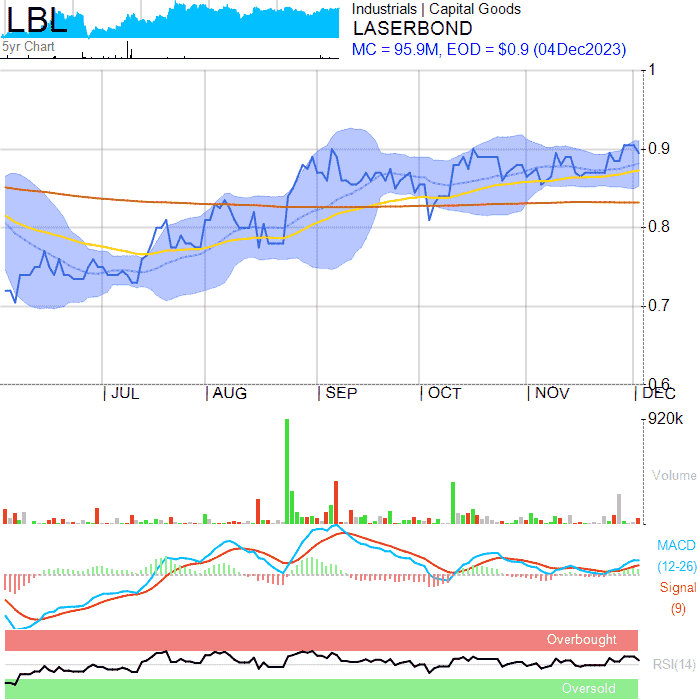 LBL
5yr Chart
Industrials | Capital Goods
LASERBOND
MC = 95.9M, EOD = $0.9 (04Dec2023)
1
0.9
0.8
0.7
0.6
JUL AUG SEP OCT NOV DEC
920k
Volume
MACD
(12-26)
Signal
(9)
Overbought
RSI(14)
Oversold